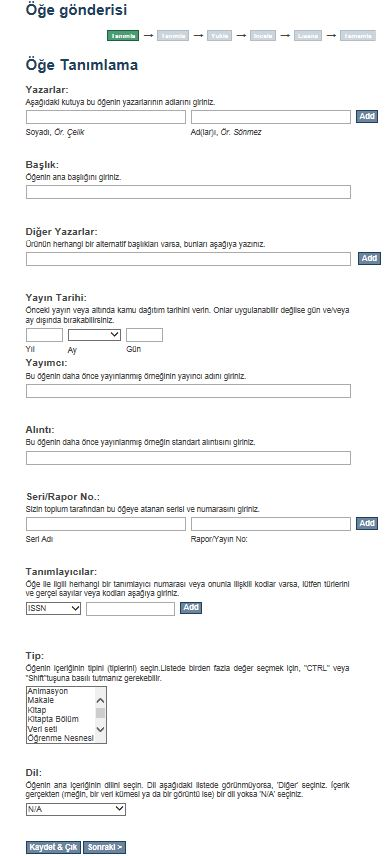 Öğe gönderisi
Tanımla → Tanımla → Yükle → İncele → Lisans → Tamamla
Öğe Tanımlama
Yazarlar:
Aşağıdaki kutuya bu öğenin yazarlarının adlarını giriniz.
Add
Soyadı, Ör. Çelik Ad(lar)ı, Ör. Sönmez
Başlık:
Öğenin ana başlığını giriniz.
Diğer Yazarlar:
Ürünün herhangi bir alternatif başlıkları varsa, bunları aşağıya yazınız.
Add
Yayın Tarihi:
Önceki yayın veya altında kamu dağıtım tarihini verin. Onlar uygulanabilir değilse gün ve/veya
ay dışında bırakabilirsiniz.
Yıl Ay Gün
Yayımcı:
Bu öğenin daha önce yayınlanmış örneğinin yayıncı adını giriniz.
Alıntı:
Bu öğenin daha önce yayınlanmış örneğin standart alıntısını giriniz.
Seri/Rapor No.:
Sizin toplum tarafından bu öğeye atanan serisi ve numarasını giriniz.
Add
Seri Adı Rapor/Yayın No:
Tanımlayıcılar:
Öğe ile ilgili herhangi bir tanımlayıcı numarası veya onunla ilişkili kodlar varsa, lütfen türlerini
ve gerçel sayılar veya kodları aşağıya giriniz.
ISSN Add
Tip:
Öğenin içeriğinin tipini (tiplerini) seçin.Listede birden fazla değer seçmek için, "CTRL" veya
"Shift"tuşuna basılı tutmanız gerekebilir.
Animasyon
Makale
Kitap
Kitapta Bölüm
Veri seti
Öğrenme Nesnesi
Dil:
Öğenin ana içeriğinin dilini seçin. Dil aşağıdaki listede görünmüyorsa, 'Diğer' seçiniz. İçerik
gerçekten (meğin, bir veri kümesi ya da bir görüntü ise) bir dil yoksa 'N/A' seçiniz.
N/A
Kaydet & Çık Sonraki >